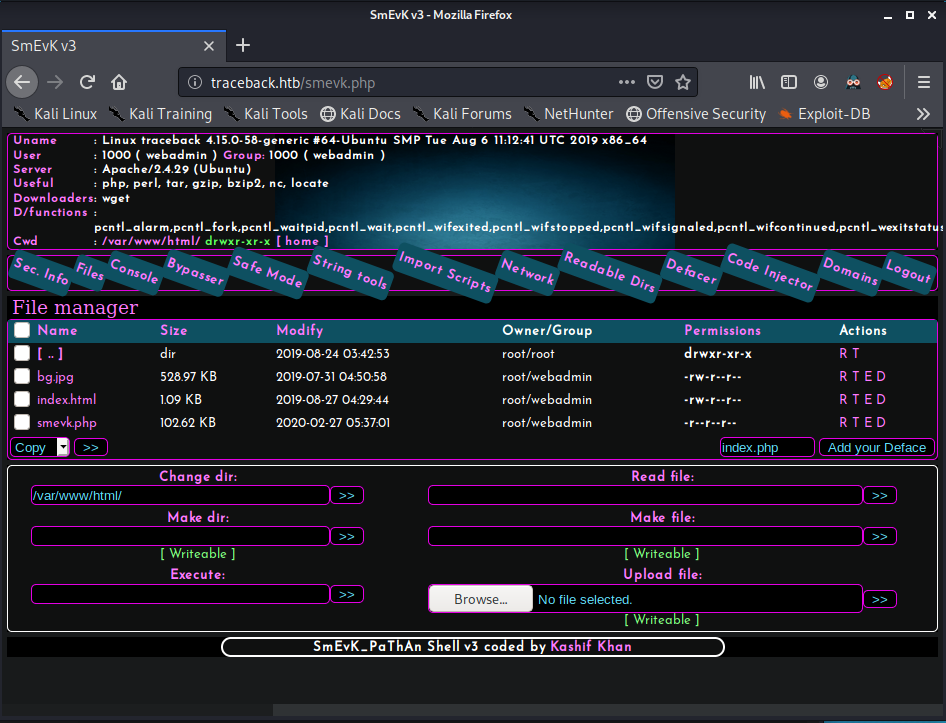 SmEvK v3 - Mozilla Firefox
SmEvK v3
traceback.htb/smevk.php
Kali Linux Kali Training Kali Tools Kali Docs Kali Forums NetHunter Offensive Security Exploit-DB
Uname : Linux traceback 4.15.0-58-generic #64-Ubuntu SMP Tue Aug 6 11:12:41 UTC 2019 x86_64
User : 1000 ( webadmin ) Group: 1000 ( webadmin )
Server : Apache/2.4.29 (Ubuntu)
Useful : php, perl, tar, gzip, bzip2, nc, locate
Downloaders: wget
D/functions :
pcntl_alarm,pcntl_fork,pcntl_waitpid,pcntl_wait,pcntl_wifexited,pcntl_wifstopped,pcntl_wifsignaled,pcntl_wifcontinued,pcntl_wexitstatus
Cwd : /var/www/html/ drwxr-xr-x [ home ]
Sec. Info Files Console Bypasser Safe Mode String tools Import Scripts Network Readable Dirs Defacer Code Injector Domains Logout
File manager
Name Size Modify Owner/Group Permissions Actions
[ .. ] dir 2019-08-24 03:42:53 root/root drwxr-xr-x R T
bg.jpg 528.97 KB 2019-07-31 04:50:58 root/webadmin -rw-r--r-- R T E D
index.html 1.09 KB 2019-08-27 04:29:44 root/webadmin -rw-r--r-- R T E D
smevk.php 102.62 KB 2020-02-27 05:37:01 root/webadmin -r--r--r-- R T E D
Copy >> index.php Add your Deface
Change dir: Read file:
/var/www/html/ >> >>
Make dir: Make file:
>> >>
[ Writeable ] [ Writeable ]
Execute: Upload file:
>> Browse... No file selected. >>
[ Writeable ]
SmEvK_PaThAn Shell v3 coded by Kashif Khan